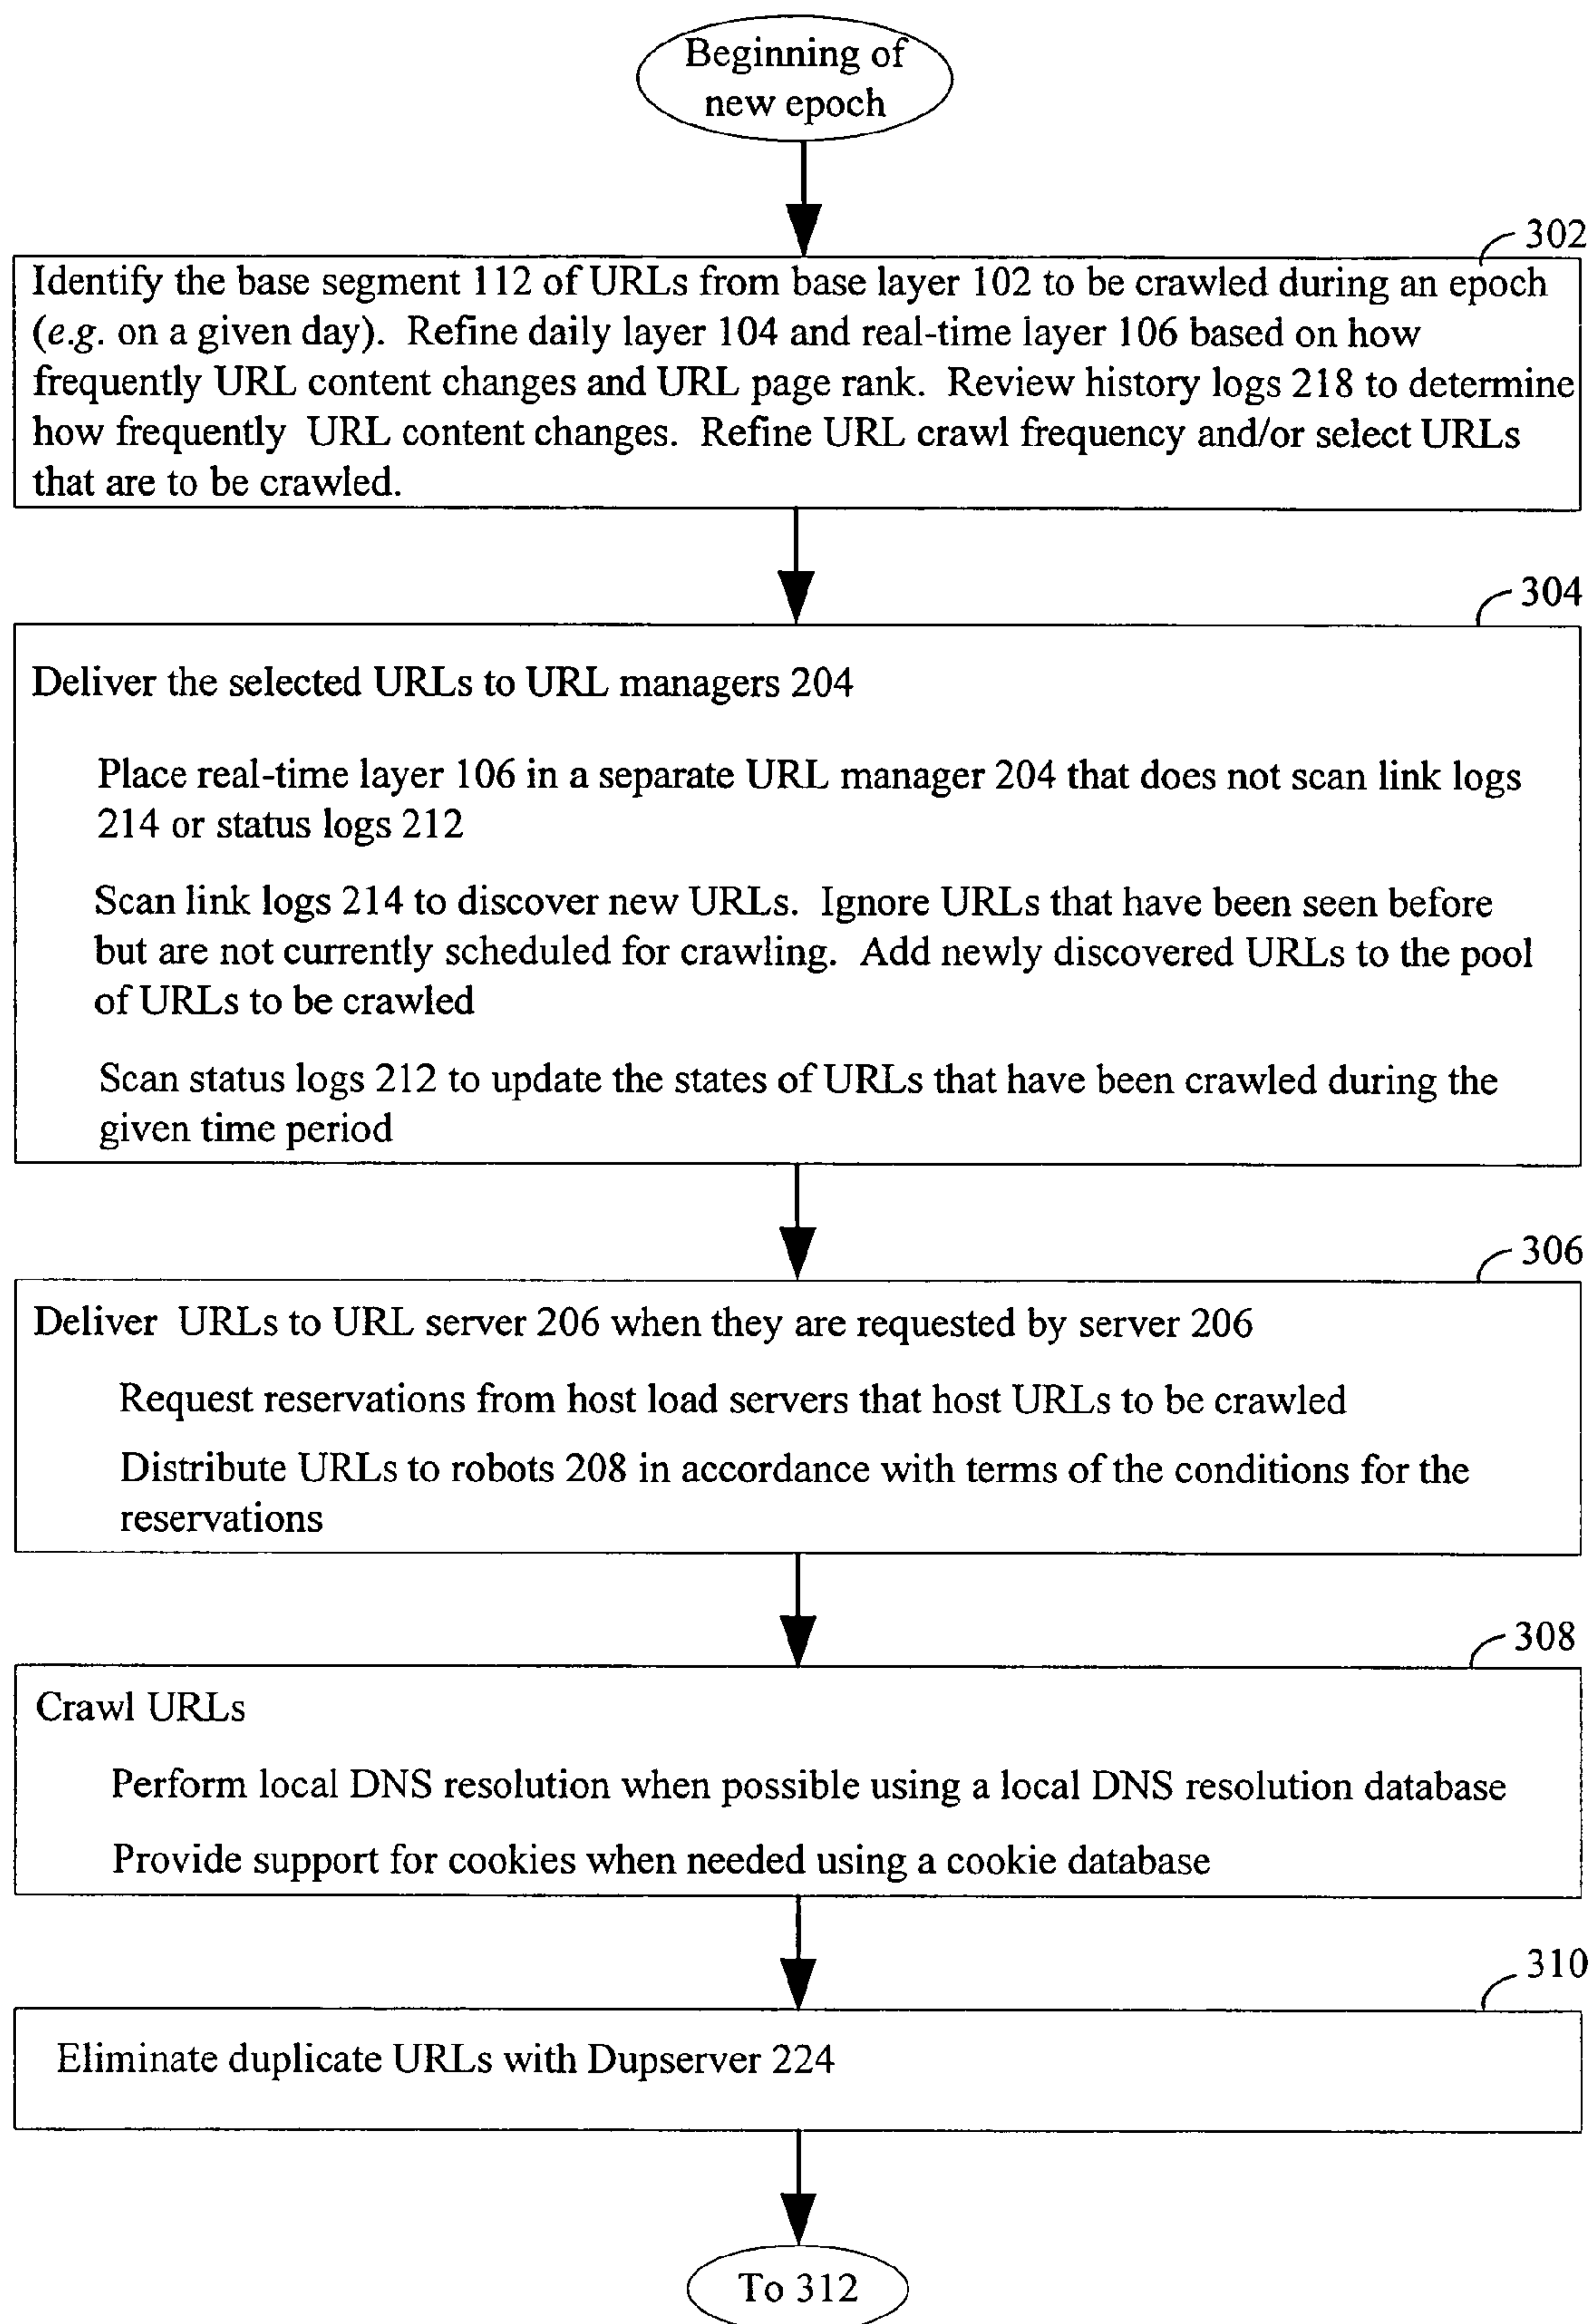 Beginning of
new epoch
302
Identify the base segment 112 of URLs from base layer 102 to be crawled during an epoch
(e.g. on a given day). Refine daily layer 104 and real-time layer 106 based on how
frequently URL content changes and URL page rank. Review history logs 218 to determine
how frequently URL content changes. Refine URL crawl frequency and/or select URLs
that are to be crawled.
304
Deliver the selected URLs to URL managers 204
Place real-time layer 106 in a separate URL manager 204 that does not scan link logs
214 or status logs 212
Scan link logs 214 to discover new URLs. Ignore URLs that have been seen before
but are not currently scheduled for crawling. Add newly discovered URLs to the pool
of URLs to be crawled
Scan status logs 212 to update the states of URLs that have been crawled during the
given time period
306
Deliver URLs to URL server 206 when they are requested by server 206
Request reservations from host load servers that host URLs to be crawled
Distribute URLs to robots 208 in accordance with terms of the conditions for the
reservations
308
Crawl URLs
Perform local DNS resolution when possible using a local DNS resolution database
Provide support for cookies when needed using a cookie database
310
Eliminate duplicate URLs with Dupserver 224
To 312